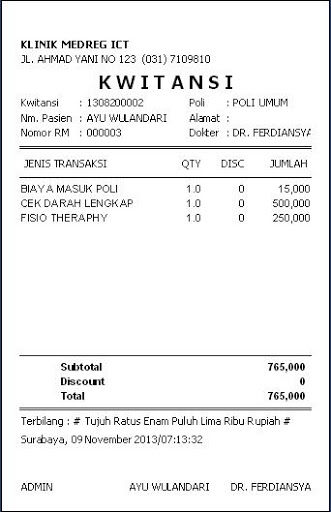 KLINIK MEDREG ICT
JL. AHMAD YANI NO 123 (031) 7109810
KWITANSI
Kwitansi : 1308200002 Poli : POLI UMUM
Nm. Pasien : AYU WULANDARI Alamat :
Nomor RM : 000003 Dokter : DR. FERDIANSYA
JENIS TRANSAKSI QTY DISC JUMLAH
BIAYA MASUK POLI 1.0 0 15,000
CEK DARAH LENGKAP 1.0 0 500,000
FISIO THERAPHY 1.0 0 250,000
Subtotal 765,000
Discount 0
Total 765,000
Terbilang : # Tujuh Ratus Enam Puluh Lima Ribu Rupiah #
Surabaya, 09 November 2013/07:13:32
ADMIN AYU WULANDARI DR. FERDIANSYA